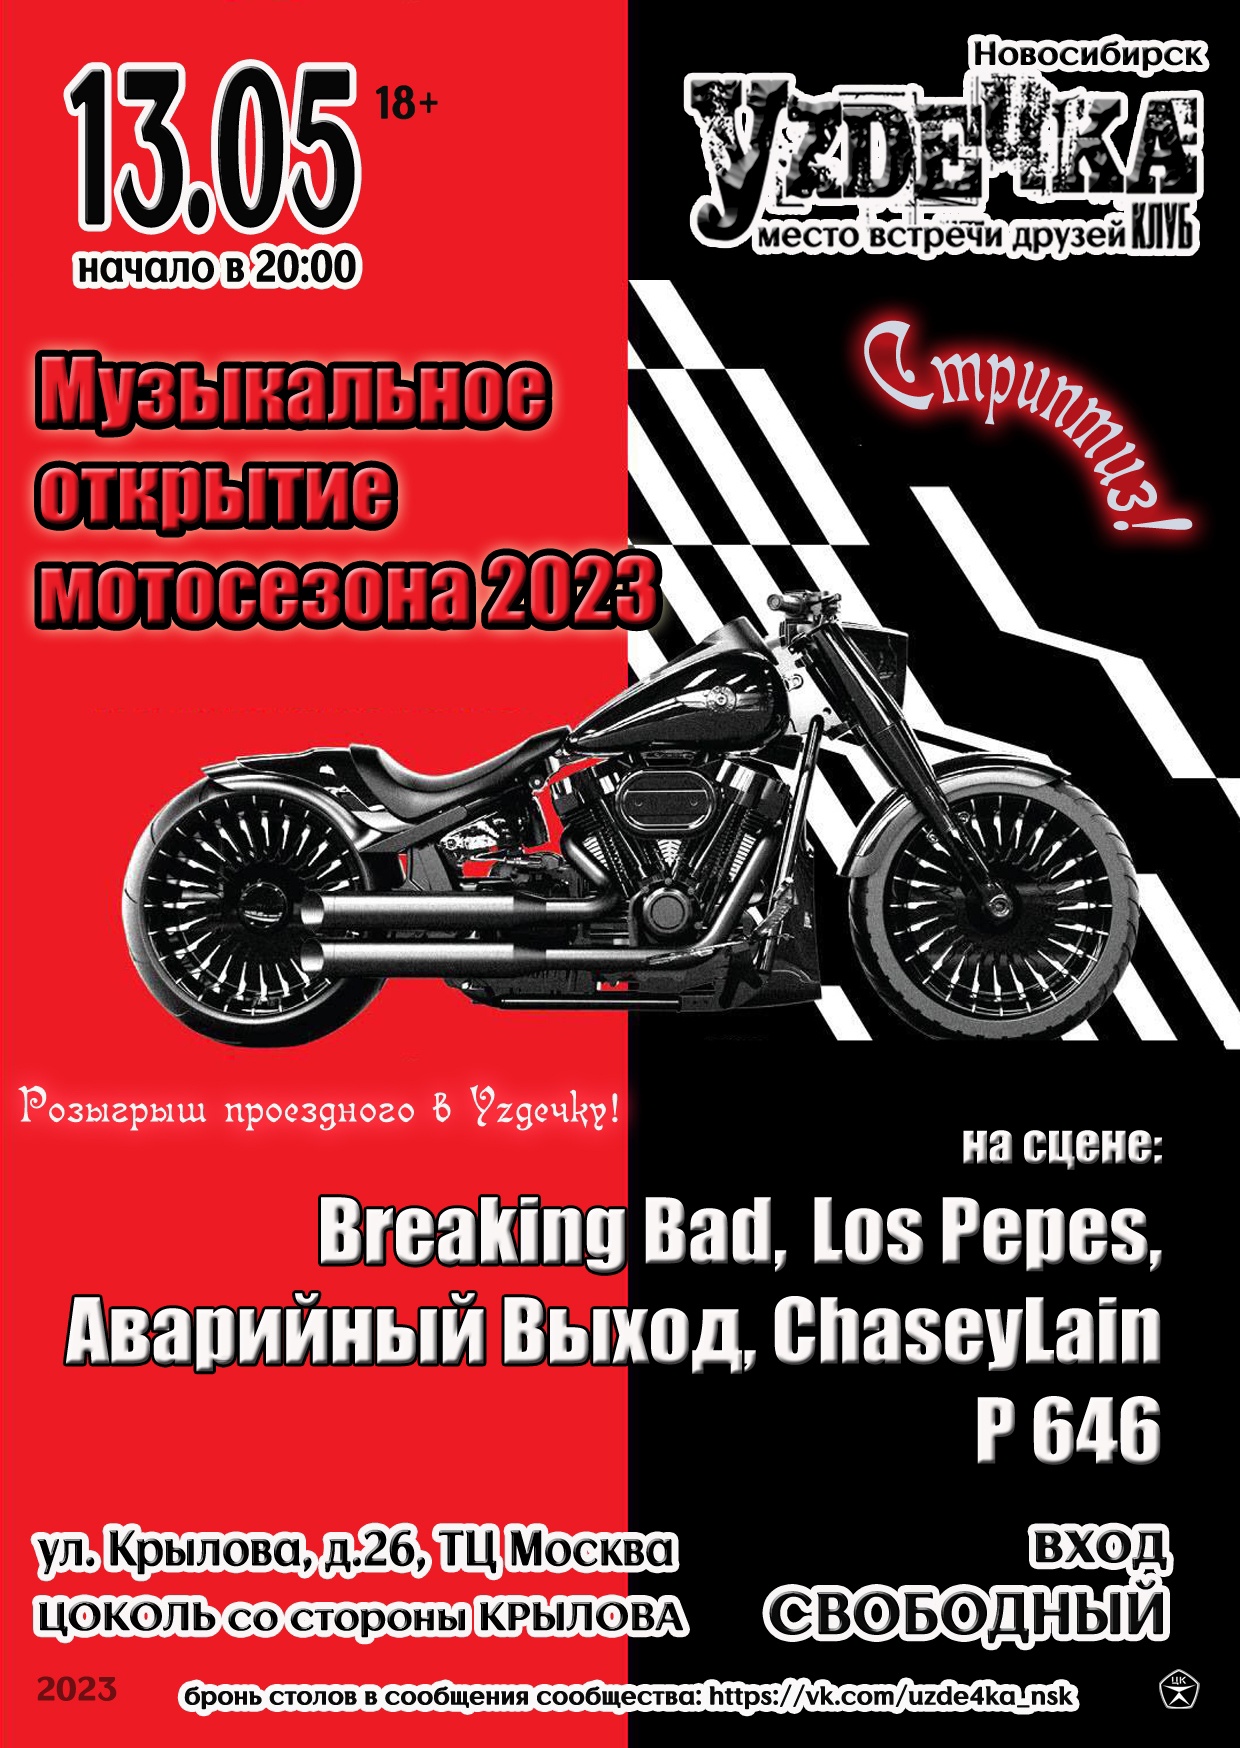 Новосибирск
13.05 18+
УZDEЧКА
место встречи друзей КЛУБ
начало в 20:00
Стриптиз!
Музыкальное
открытие
мотосезона 2023
Розыгрыш проездного в Уzдечку!
на сцене:
Breaking Bad, Los Pepes,
Аварийный Выход, ChaseyLain
P 646
ул. Крылова, д.26, ТЦ Москва
ЦОКОЛЬ со стороны КРЫЛОВА
ВХОД
СВОБОДНЫЙ
2023
бронь столов в сообщения сообщества: https://vk.com/uzde4ka_nsk
ЦК